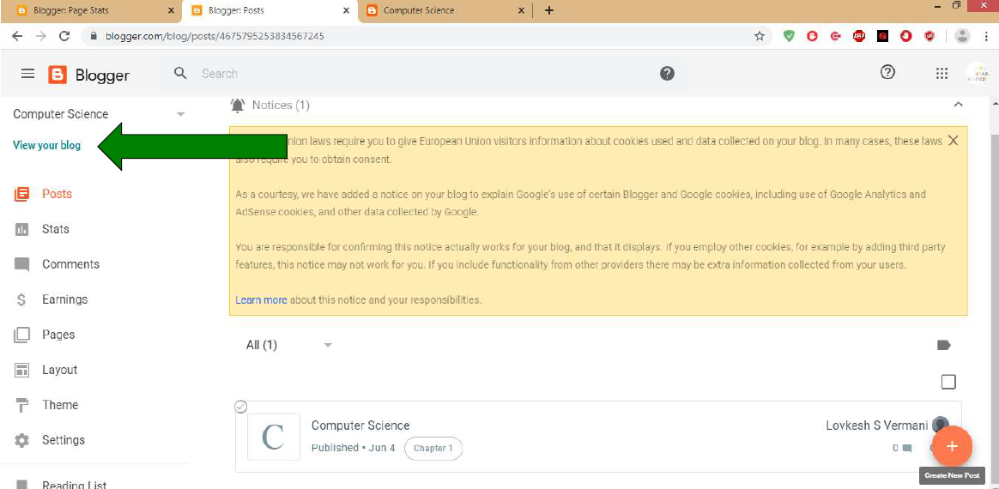 Blogger: Page Stats
Blogger: Posts
Computer Science
blogger.com/blog/posts/4675795253834567245
ABP
Blogger
Search
Computer Science
View your blog
Notices (1)
laws require you to give European Union visitors information about cookies used and data collected on your blog. In many cases, these laws
also require you to obtain consent.
As a courtesy, we have added a notice on your blog to explain Google's use of certain Blogger and Google cookies, including use of Google Analytics and
AdSense cookies, and other data collected by Google.
You are responsible for confirming this notice actually works for your blog, and that it displays. If you employ other cookies, for example by adding third party
features, this notice may not work for you. If you include functionality from other providers there may be extra information collected from your users.
Learn more about this notice and your responsibilities.
Posts
Stats
Comments
Earnings
Pages
Layout
Theme
Settings
Reading List
All (1)
C
Computer Science
Published • Jun 4
Chapter 1
Lovkesh S Vermani
0
Create New Post